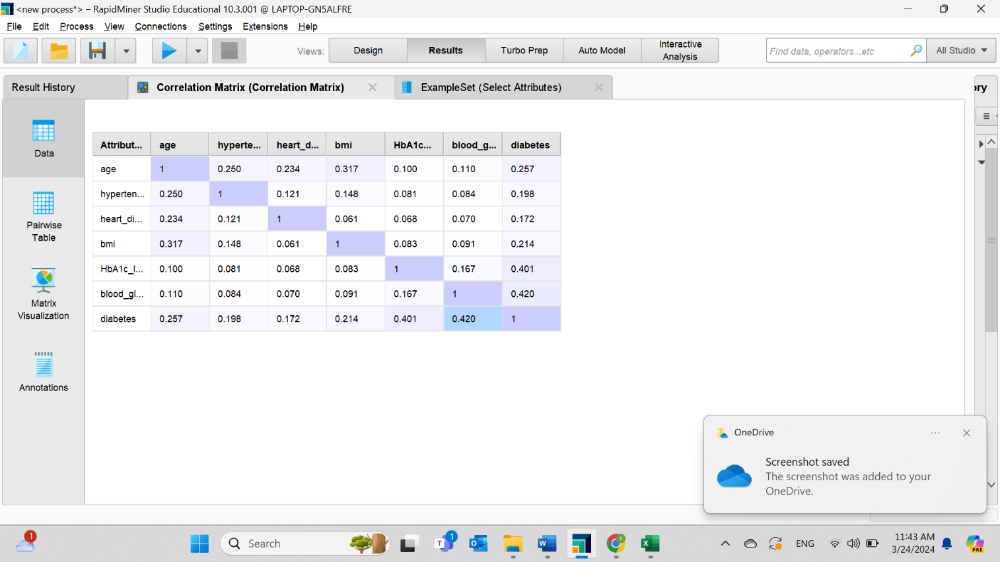 <new process*> – RapidMiner Studio Educational 10.3.001 @ LAPTOP-GN5ALFRE
File Edit Process View Connections Settings Extensions Help
Views: Design Results Turbo Prep Auto Model Interactive Analysis
Find data, operators...etc All Studio
Result History Correlation Matrix (Correlation Matrix) ExampleSet (Select Attributes) ory
Data
Pairwise
Table
Matrix
Visualization
Annotations
Attribut... age hyperte... heart_d... bmi HbA1c... blood_g... diabetes
age 1 0.250 0.234 0.317 0.100 0.110 0.257
hyperten... 0.250 1 0.121 0.148 0.081 0.084 0.198
heart_di... 0.234 0.121 1 0.061 0.068 0.070 0.172
bmi 0.317 0.148 0.061 1 0.083 0.091 0.214
HbA1c_l... 0.100 0.081 0.068 0.083 1 0.167 0.401
blood_gl... 0.110 0.084 0.070 0.091 0.167 1 0.420
diabetes 0.257 0.198 0.172 0.214 0.401 0.420 1
OneDrive
Screenshot saved
The screenshot was added to your
OneDrive.
1 Search 1 ENG 11:43 AM
3/24/2024
PRE